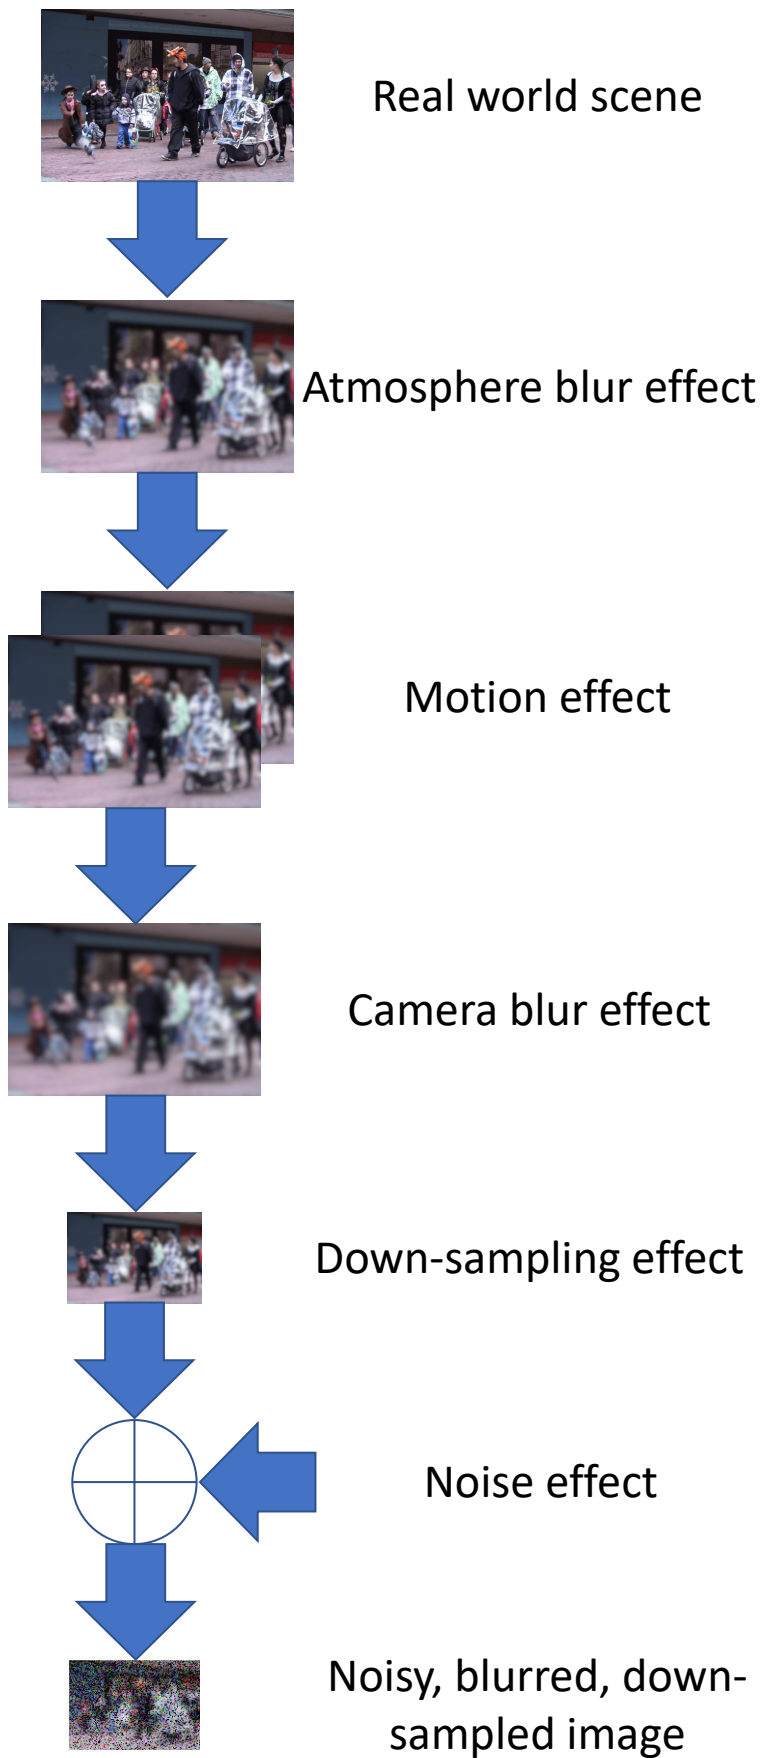 Real world scene
Atmosphere blur effect
Motion effect
Camera blur effect
Down-sampling effect
Noise effect
Noisy, blurred, down-
sampled image